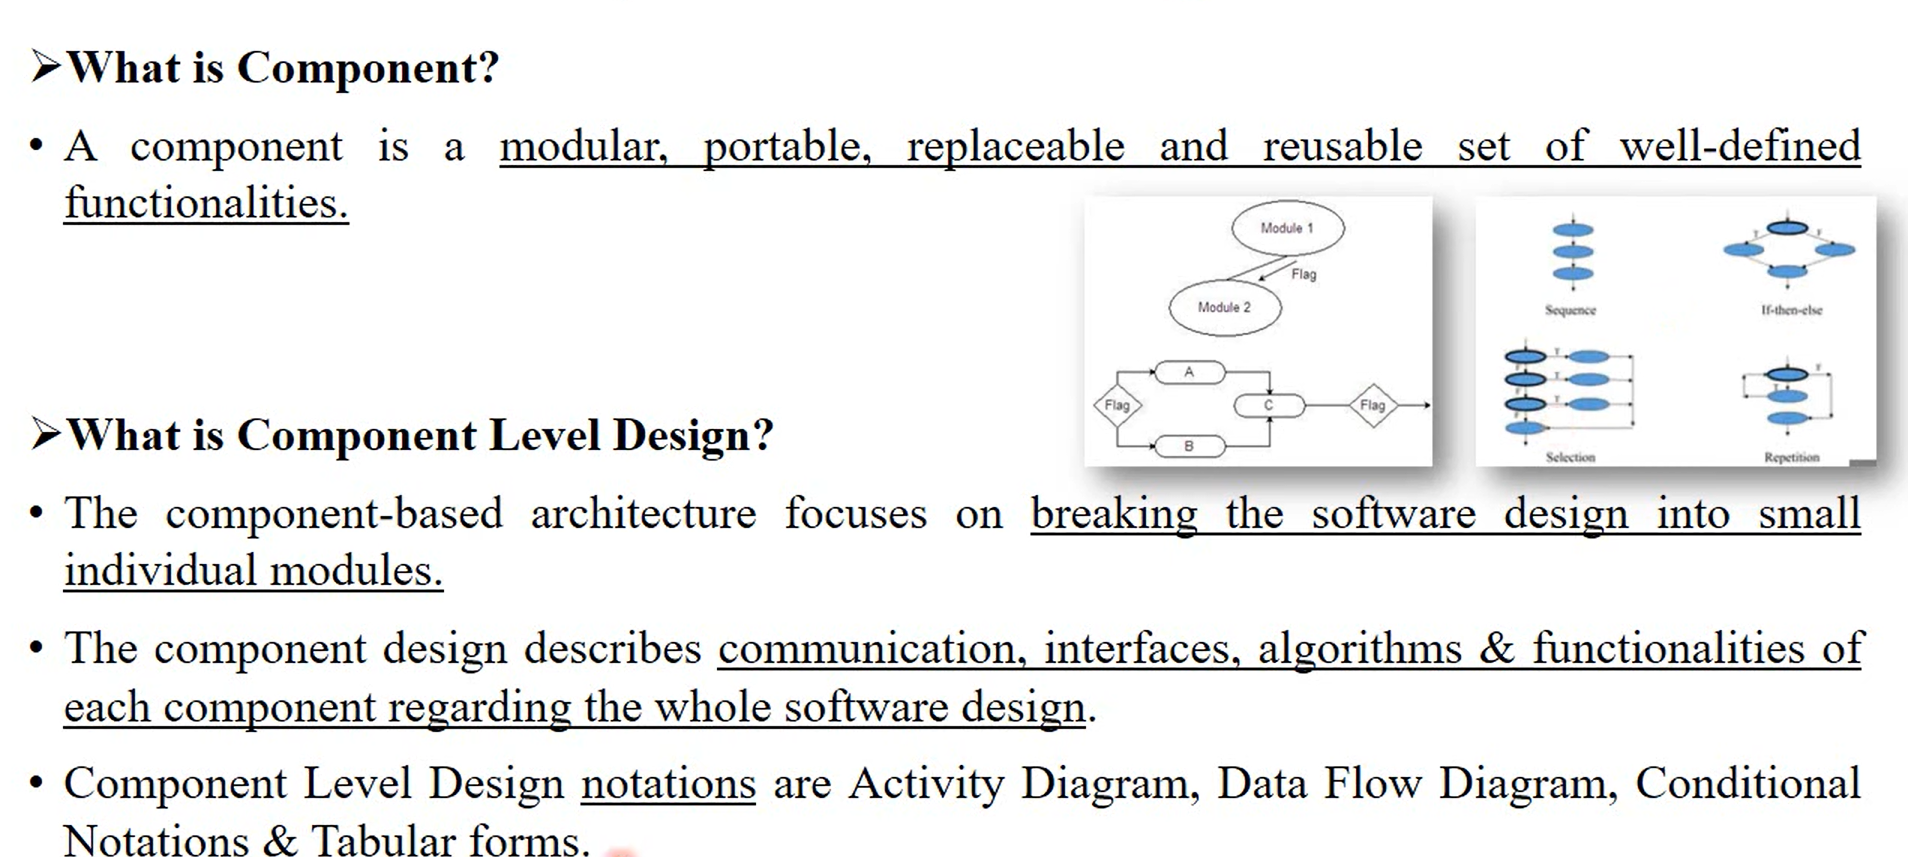 ➢What is Component?
• A component is a modular, portable, replaceable and reusable set of well-defined
functionalities.
Module 1
Flag
Module 2
A
Flag
C
Flag
B
T
F
Sequence
If-then-else
T
F
T
F
T
F
F
T
Selection
Repetition
➢What is Component Level Design?
• The component-based architecture focuses on breaking the software design into small
individual modules.
• The component design describes communication, interfaces, algorithms & functionalities of
each component regarding the whole software design.
• Component Level Design notations are Activity Diagram, Data Flow Diagram, Conditional
Notations & Tabular forms.